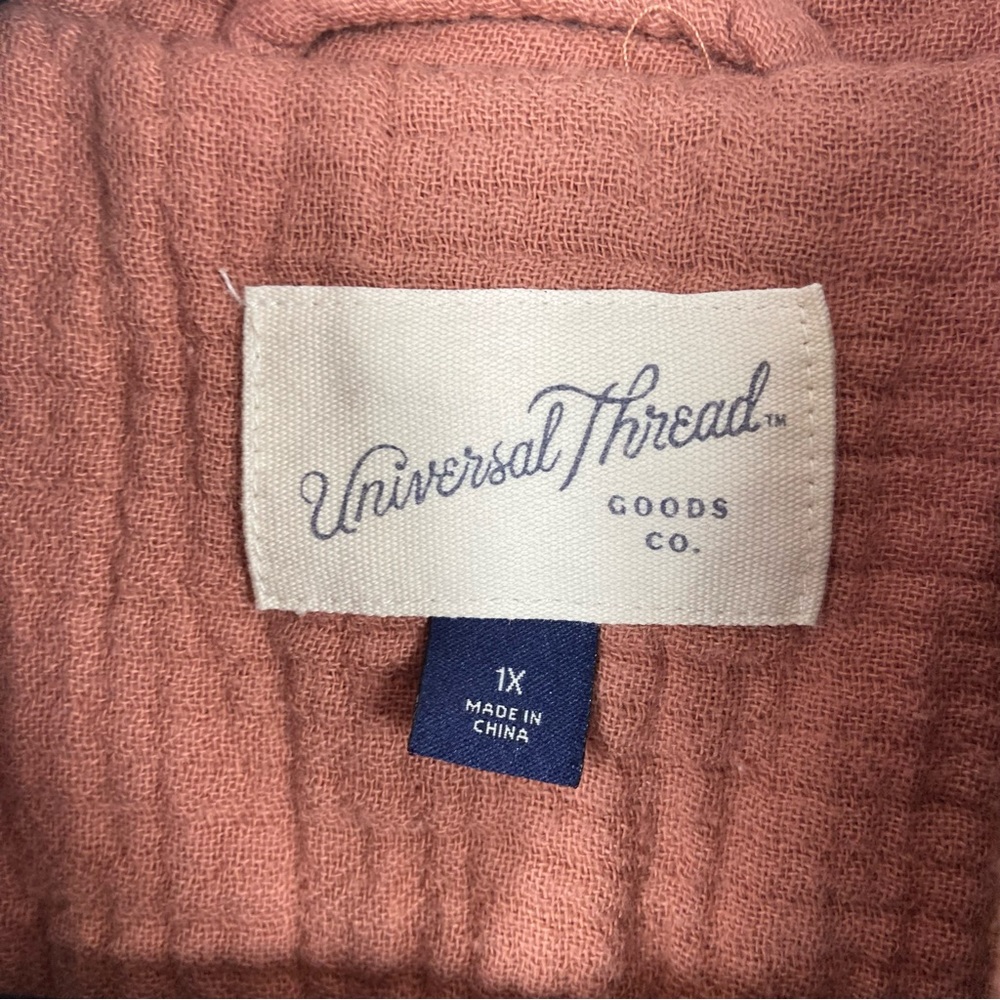 Universal Thread™
GOODS
CO.
1X
MADE IN
CHINA